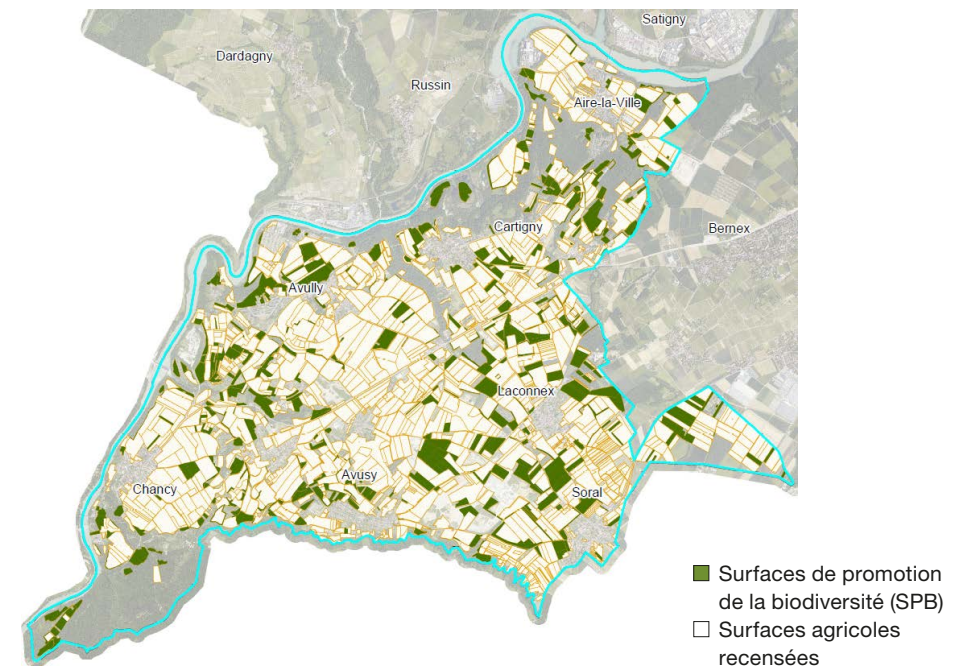 Satigny
Dardagny
Russin
Aire-la-Ville
Cartigny
Bernex
Avully
Laconnex
Avusy
Chancy
Soral
Surfaces de promotion
de la biodiversité (SPB)
Surfaces agricoles
recensées